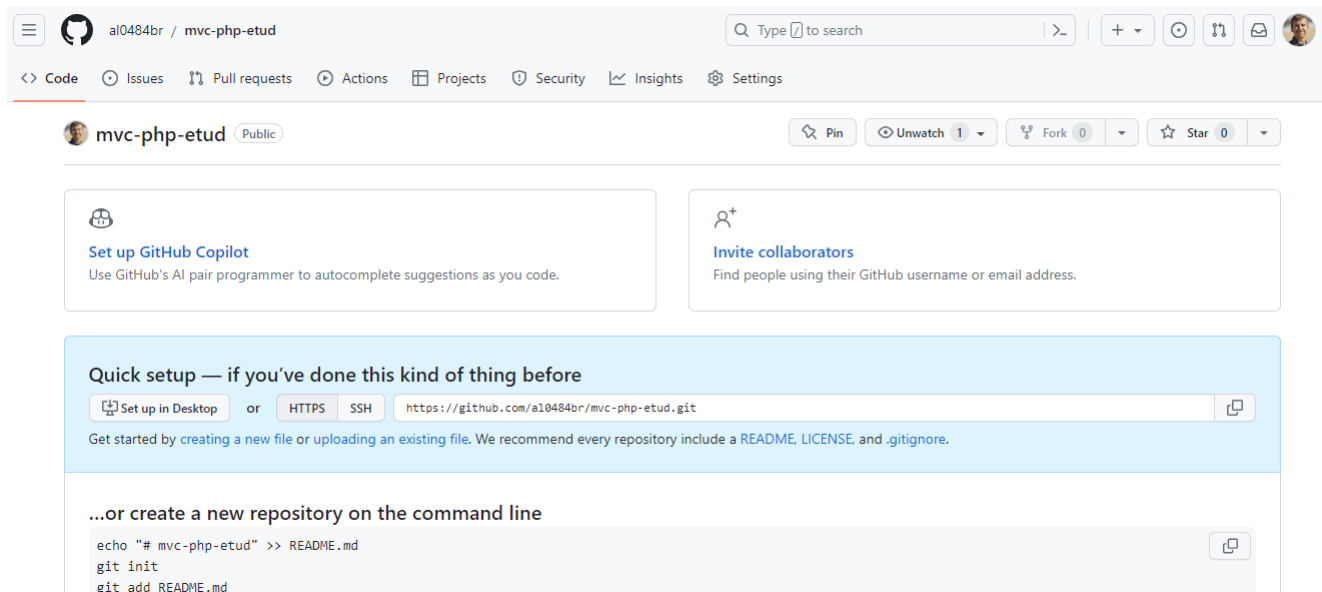 al0484br / mvc-php-etud
Type / to search
Code Issues Pull requests Actions Projects Security Insights Settings
mvc-php-etud Public
Pin Unwatch 1 Fork 0 Star 0
Set up GitHub Copilot
Use GitHub's AI pair programmer to autocomplete suggestions as you code.
Invite collaborators
Find people using their GitHub username or email address.
Quick setup — if you’ve done this kind of thing before
Set up in Desktop or HTTPS SSH https://github.com/al0484br/mvc-php-etud.git
Get started by creating a new file or uploading an existing file. We recommend every repository include a README, LICENSE, and .gitignore.
…or create a new repository on the command line
echo "# mvc-php-etud" >> README.md
git init
git add README.md